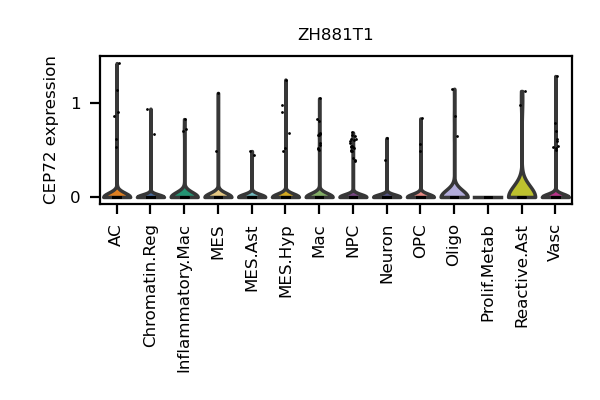 ZH881T1
CEP72 expression
1
0
AC
Chromatin.Reg
Inflammatory.Mac
MES
MES.Ast
MES.Hyp
Mac
NPC
Neuron
OPC
Oligo
Prolif.Metab
Reactive.Ast
Vasc